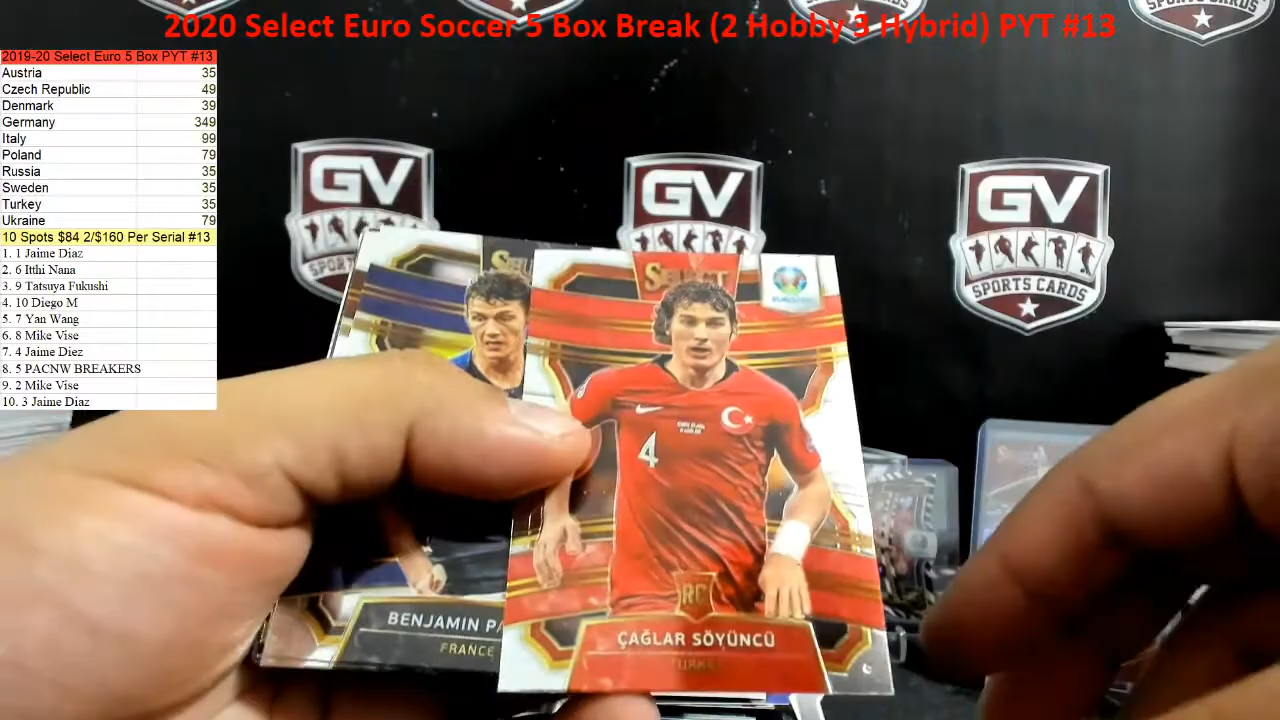 2020 Select Euro Soccer 5 Box Break (2 Hobby 3 Hybrid) PYT #13
2019-20 Select Euro 5 Box PYT #13
Austria 35
Czech Republic 49
Denmark 39
Germany 349
Italy 99
Poland 79
Russia 35
Sweden 35
Turkey 35
Ukraine 79
10 Spots $84 2/$160 Per Serial #13
1. 1 Jaime Diaz
2. 6 Itthi Nana
3. 9 Tatsuya Fukushi
4. 10 Diego M
5. 7 Yan Wang
6. 8 Mike Vise
7. 4 Jaime Diez
8. 5 PACNW BREAKERS
9. 2 Mike Vise
10. 3 Jaime Diaz
SPORTS CARDS
GV
GV
GV
SPORTS CARDS
SELECT
4
RC
BENJAMIN PA
FRANCE
ÇAĞLAR SÖYÜNCÜ
TURKEY